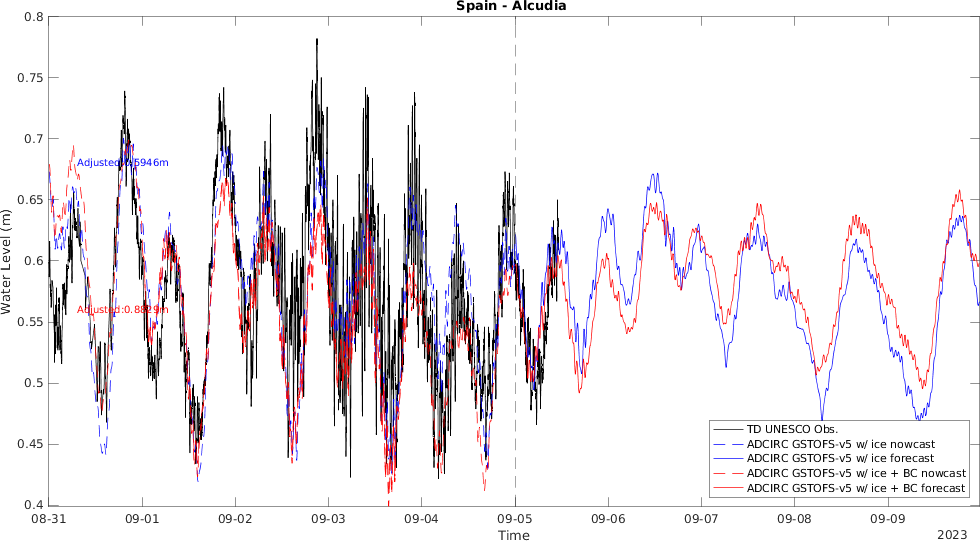 Spain - Alcudia
0.8
0.75
0.7
0.65
0.6
0.55
0.5
0.45
0.4
Water Level (m)
Adjusted:0.5946m
Adjusted:0.8829m
08-31
09-01
09-02
09-03
09-04
09-05
09-06
09-07
09-08
09-09
Time
2023
TD UNESCO Obs.
ADCIRC GSTOFS-v5 w/ ice nowcast
ADCIRC GSTOFS-v5 w/ ice forecast
ADCIRC GSTOFS-v5 w/ ice + BC nowcast
ADCIRC GSTOFS-v5 w/ ice + BC forecast